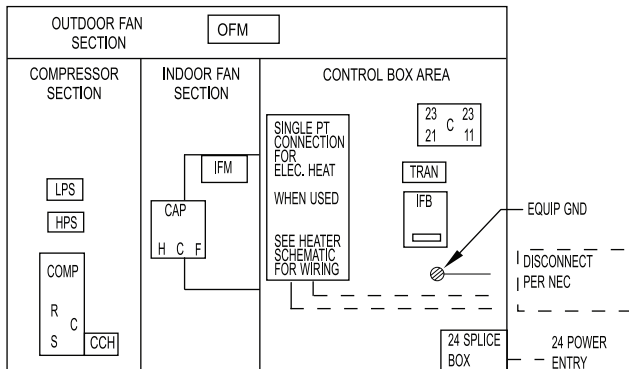 OUTDOOR FAN
SECTION
OFM
COMPRESSOR
SECTION
LPS
HPS
COMP
R
C
S
CCH
INDOOR FAN
SECTION
IFM
CAP
H C F
CONTROL BOX AREA
SINGLE PT
CONNECTION
FOR
ELEC. HEAT
WHEN USED
SEE HEATER
SCHEMATIC
FOR WIRING
23 C 23
21 11
TRAN
IFB
EQUIP GND
DISCONNECT
PER NEC
24 SPLICE
BOX
24 POWER
ENTRY